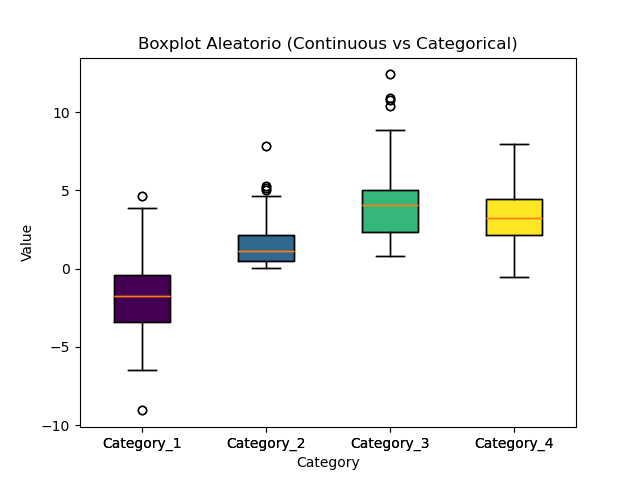 Boxplot Aleatorio (Continuous vs Categorical)
Value
10
5
0
−5
−10
Category_1 Category_2 Category_3 Category_4
Category